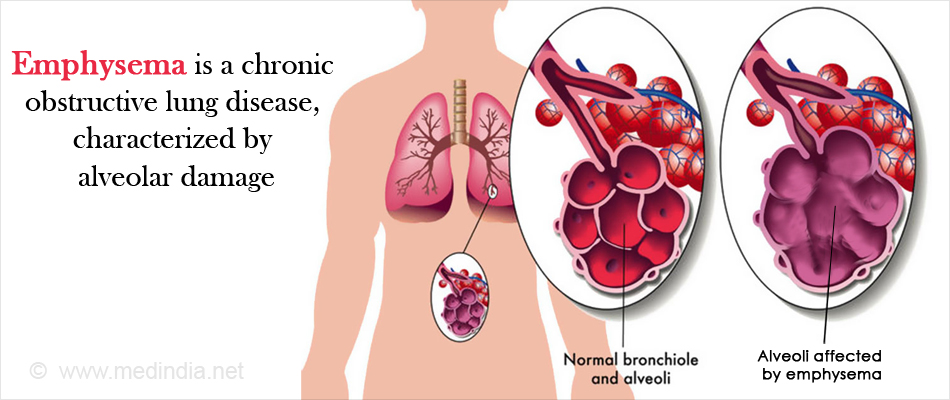 Emphysema is a chronic
obstructive lung disease,
characterized by
alveolar damage
Normal bronchiole
and alveoli
Alveoli affected
by emphysema
© www.medindia.net